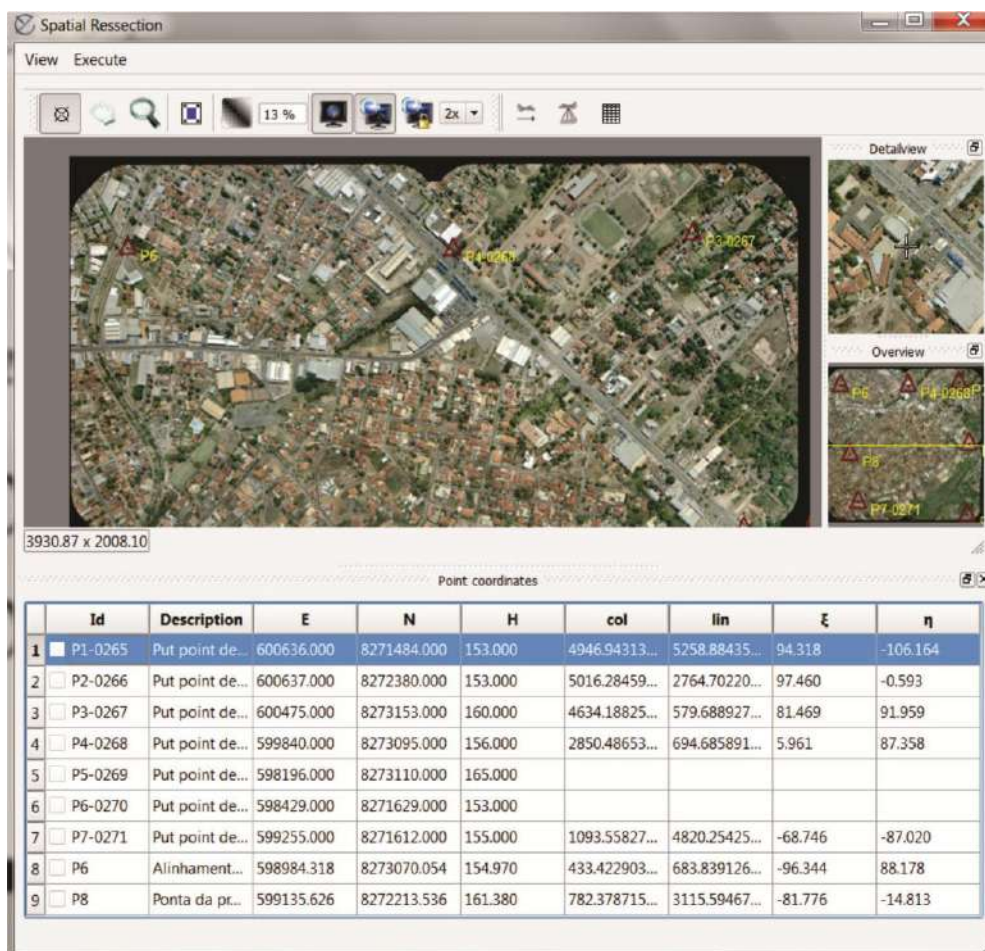 Spatial Ressection
View Execute
13 % 2x
Detailview
P6 P4-0268 P3-0267
Overview
P6 P4-0268
P8
P7-0271
3930.87 x 2008.10
Point coordinates
Id Description E N H col lin ξ η
1 P1-0265 Put point de... 600636.000 8271484.000 153.000 4946.94313... 5258.88435... 94.318 -106.164
2 P2-0266 Put point de... 600637.000 8272380.000 153.000 5016.28459... 2764.70220... 97.460 -0.593
3 P3-0267 Put point de... 600475.000 8273153.000 160.000 4634.18825... 579.688927... 81.469 91.959
4 P4-0268 Put point de... 599840.000 8273095.000 156.000 2850.48653... 694.685891... 5.961 87.358
5 P5-0269 Put point de... 598196.000 8273110.000 165.000
6 P6-0270 Put point de... 598429.000 8271629.000 153.000
7 P7-0271 Put point de... 599255.000 8271612.000 155.000 1093.55827... 4820.25425... -68.746 -87.020
8 P6 Alinhament... 598984.318 8273070.054 154.970 433.422903... 683.839126... -96.344 88.178
9 P8 Ponta da pr... 599135.626 8272213.536 161.380 782.378715... 3115.59467... -81.776 -14.813